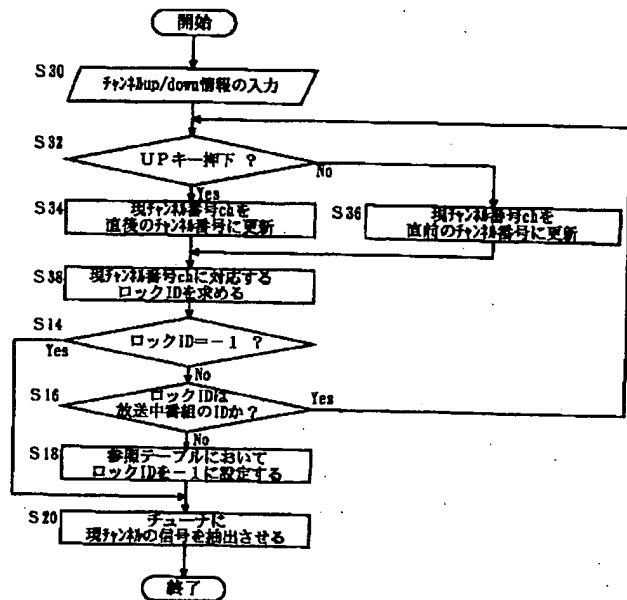 開始
S30
ﾁｬﾝﾈﾙup/down情報の入力
S32
UPキー押下 ?
No
Yes
S34
現ﾁｬﾝﾈﾙ番号chを
直後のﾁｬﾝﾈﾙ番号に更新
S36
現ﾁｬﾝﾈﾙ番号chを
直前のﾁｬﾝﾈﾙ番号に更新
S38
現ﾁｬﾝﾈﾙ番号chに対応する
ロックIDを求める
S14
Yes
ロックID=-1 ?
No
S16
ロックIDは
放送中番組のIDか?
Yes
No
S18
参照テーブルにおいて
ロックIDを-1に設定する
S20
チューナに
現ﾁｬﾝﾈﾙの信号を抽出させる
終了